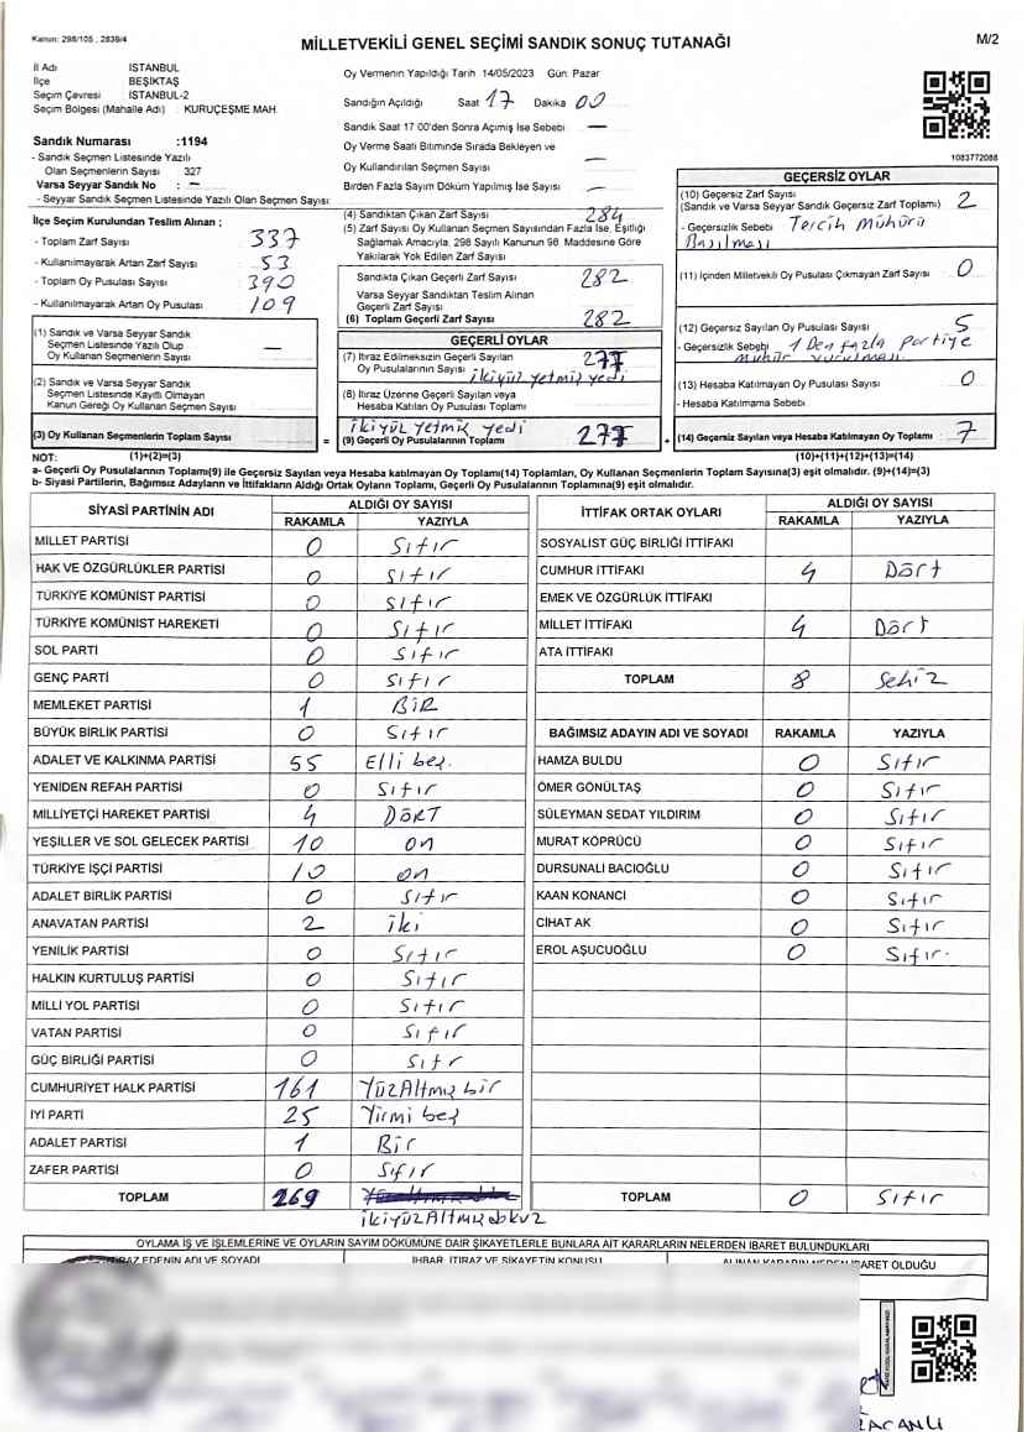 Kanun: 298/105 ; 2839/4
MİLLETVEKİLİ GENEL SEÇİMİ SANDIK SONUÇ TUTANAĞI
M/2
İl Adı İSTANBUL
İlçe BEŞİKTAŞ
Seçim Çevresi İSTANBUL-2
Seçim Bölgesi (Mahalle Adı) KURUÇEŞME MAH.
Sandık Numarası :1194
- Sandık Seçmen Listesinde Yazılı
Olan Seçmenlerin Sayısı 327
Varsa Seyyar Sandık No : —
- Seyyar Sandık Seçmen Listesinde Yazılı Olan Seçmen Sayısı:
Oy Vermenin Yapıldığı Tarih 14/05/2023 Gün: Pazar
Sandığın Açıldığı Saat 17 Dakika 00
Sandık Saat 17 00'den Sonra Açımış İse Sebebi —
Oy Verme Saati Bitiminde Sırada Bekleyen ve
Oy Kullandırılan Seçmen Sayısı —
Birden Fazla Sayım Döküm Yapılmış İse Sayısı —
1083772088
İlçe Seçim Kurulundan Teslim Alınan ;
- Toplam Zarf Sayısı 337
- Kullanılmayarak Artan Zarf Sayısı 53
- Toplam Oy Pusulası Sayısı 390
- Kullanılmayarak Artan Oy Pusulası 109
(1) Sandık ve Varsa Seyyar Sandık
Seçmen Listesinde Yazılı Olup
Oy Kullanan Seçmenlerin Sayısı —
(2) Sandık ve Varsa Seyyar Sandık
Seçmen Listesinde Kayıtlı Olmayan
Kanun Gereği Oy Kullanan Seçmen Sayısı
(3) Oy Kullanan Seçmenlerin Toplam Sayısı
(4) Sandıktan Çıkan Zarf Sayısı 284
(5) Zarf Sayısı Oy Kullanan Seçmen Sayısından Fazla İse, Eşitliği
Sağlamak Amacıyla, 298 Sayılı Kanunun 98. Maddesine Göre
Yakılarak Yok Edilen Zarf Sayısı
Sandıkta Çıkan Geçerli Zarf Sayısı 282
Varsa Seyyar Sandıktan Teslim Alınan
Geçerli Zarf Sayısı
(6) Toplam Geçerli Zarf Sayısı 282
GEÇERLİ OYLAR
(7) İtiraz Edilmeksizin Geçerli Sayılan
Oy Pusulalarının Sayısı 277
ikiyüz yetmiş yedi
(8) İtiraz Üzerine Geçerli Sayılan veya
Hesaba Katılan Oy Pusulası Toplamı
ikiyüz yetmiş yedi
= (9) Geçerli Oy Pusulalarının Toplamı 277 +
GEÇERSİZ OYLAR
(10) Geçersiz Zarf Sayısı
(Sandık ve Varsa Seyyar Sandık Geçersiz Zarf Toplamı) 2
- Geçersizlik Sebebi Tercih Mühürü
Basılması
(11) İçinden Milletvekili Oy Pusulası Çıkmayan Zarf Sayısı 0
(12) Geçersiz Sayılan Oy Pusulası Sayısı 5
- Geçersizlik Sebebi 1 Den fazla Partiye
mühür vurulması
(13) Hesaba Katılmayan Oy Pusulası Sayısı 0
- Hesaba Katılmama Sebebi
(14) Geçersiz Sayılan veya Hesaba Katılmayan Oy Toplamı 7
NOT: (1)+(2)=(3) (10)+(11)+(12)+(13)=(14)
a- Geçerli Oy Pusulalarının Toplamı(9) ile Geçersiz Sayılan veya Hesaba katılmayan Oy Toplamı(14) Toplamları, Oy Kullanan Seçmenlerin Toplam Sayısına(3) eşit olmalıdır. (9)+(14)=(3)
b- Siyasi Partilerin, Bağımsız Adayların ve İttifakların Aldığı Ortak Oyların Toplamı, Geçerli Oy Pusulalarının Toplamına(9) eşit olmalıdır.
SİYASİ PARTİNİN ADI ALDIĞI OY SAYISI
RAKAMLA YAZIYLA
MİLLET PARTİSİ 0 Sıfır
HAK VE ÖZGÜRLÜKLER PARTİSİ 0 Sıfır
TÜRKİYE KOMÜNİST PARTİSİ 0 Sıfır
TÜRKİYE KOMÜNİST HAREKETİ 0 Sıfır
SOL PARTİ 0 Sıfır
GENÇ PARTİ 0 Sıfır
MEMLEKET PARTİSİ 1 BİR
BÜYÜK BİRLİK PARTİSİ 0 Sıfır
ADALET VE KALKINMA PARTİSİ 55 Elli beş.
YENİDEN REFAH PARTİSİ 0 Sıfır
MİLLİYETÇİ HAREKET PARTİSİ 4 DÖRT
YEŞİLLER VE SOL GELECEK PARTİSİ 10 on
TÜRKİYE İŞÇİ PARTİSİ 10 on
ADALET BİRLİK PARTİSİ 0 Sıfır
ANAVATAN PARTİSİ 2 iki
YENİLİK PARTİSİ 0 Sıfır
HALKIN KURTULUŞ PARTİSİ 0 Sıfır
MİLLİ YOL PARTİSİ 0 Sıfır
VATAN PARTİSİ 0 Sıfır
GÜÇ BİRLİĞİ PARTİSİ 0 Sıfr
CUMHURİYET HALK PARTİSİ 161 YüzAltmış bir
İYİ PARTİ 25 Yirmi beş
ADALET PARTİSİ 1 Bir
ZAFER PARTİSİ 0 Sıfır
TOPLAM 269
ikiyüzAltmışdokuz
İTTİFAK ORTAK OYLARI ALDIĞI OY SAYISI
RAKAMLA YAZIYLA
SOSYALİST GÜÇ BİRLİĞİ İTTİFAKI
CUMHUR İTTİFAKI 4 Dört
EMEK VE ÖZGÜRLÜK İTTİFAKI
MİLLET İTTİFAKI 4 Dört
ATA İTTİFAKI
TOPLAM 8 Sekiz
BAĞIMSIZ ADAYIN ADI VE SOYADI RAKAMLA YAZIYLA
HAMZA BULDU 0 Sıfır
ÖMER GÖNÜLTAŞ 0 Sıfır
SÜLEYMAN SEDAT YILDIRIM 0 Sıfır
MURAT KÖPRÜCÜ 0 Sıfır
DURSUNALİ BACIOĞLU 0 Sıfır
KAAN KONANCI 0 Sıfır
CİHAT AK 0 Sıfır
EROL AŞUCUOĞLU 0 Sıfır.
TOPLAM 0 Sıfır
OYLAMA İŞ VE İŞLEMLERİNE VE OYLARIN SAYIM DÖKÜMÜNE DAİR ŞİKAYETLERLE BUNLARA AİT KARARLARIN NELERDEN İBARET BULUNDUKLARI
EDENİN ADI VE SOYADI İHBAR, İTİRAZ VE ŞİKAYETİN KONUSU ALINAN KARARIN NEDEN İBARET OLDUĞU